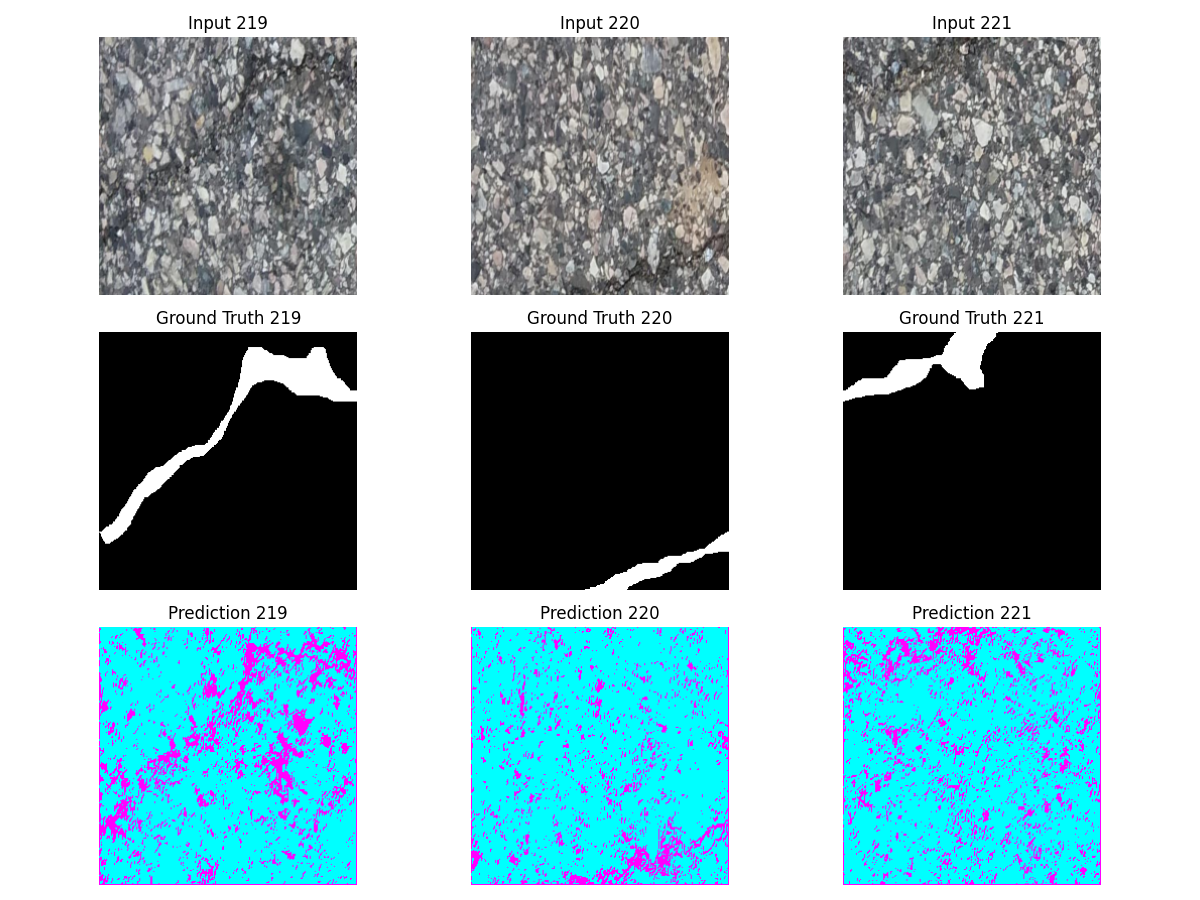 Input 219
Input 220
Input 221
Ground Truth 219
Ground Truth 220
Ground Truth 221
Prediction 219
Prediction 220
Prediction 221